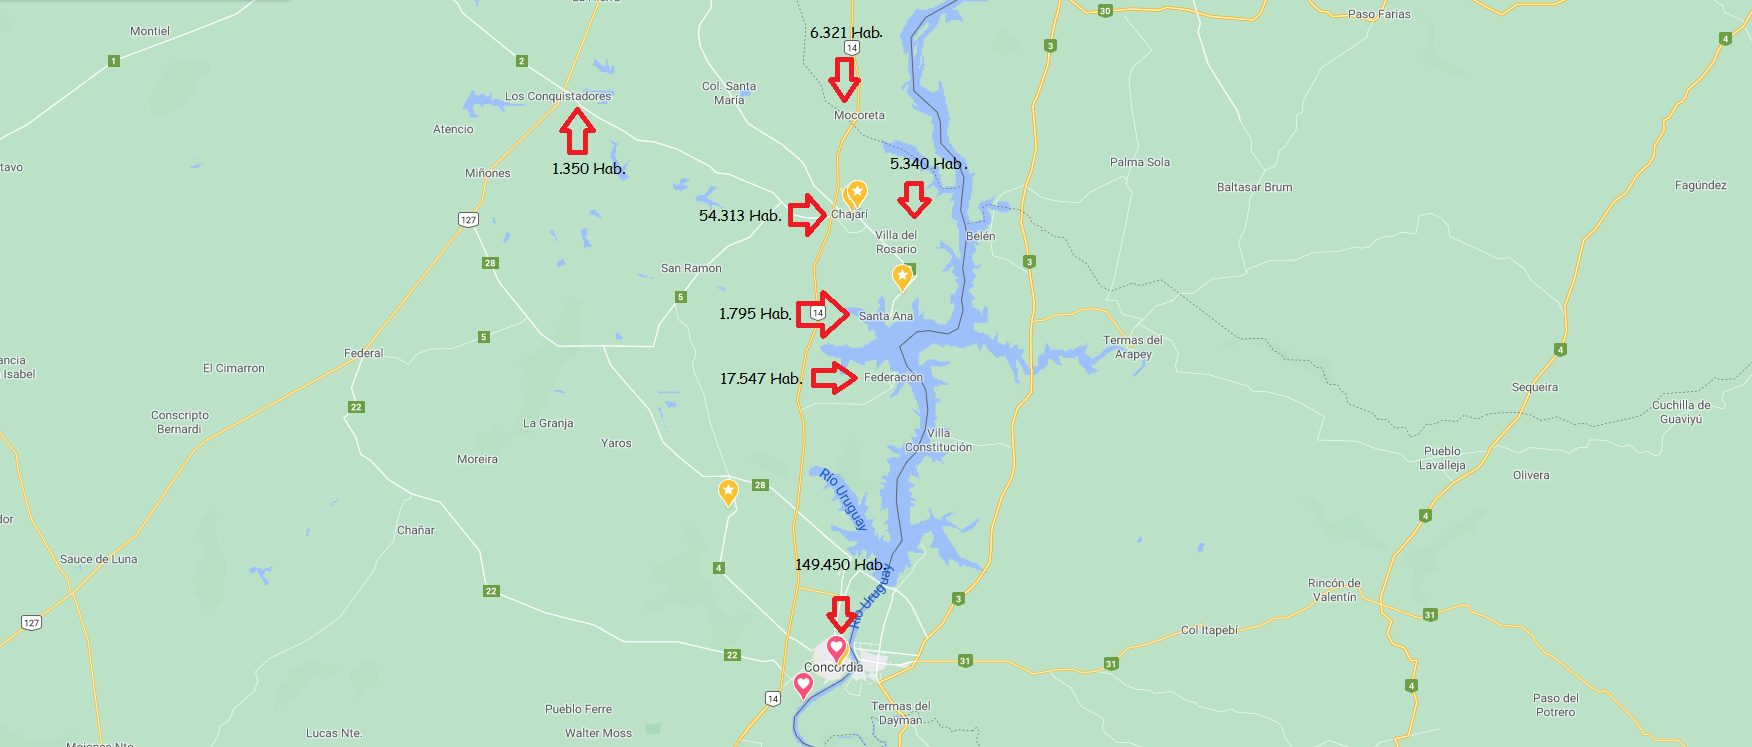 La Hierra
6.321 Hab.
30
Paso Farias
Montiel
14
3
4
1
2
Col. Santa
María
Los Conquistadores
Mocoreta
Atencio
1.350 Hab.
5.340 Hab.
Palma Sola
tavo
Miñones
Baltasar Brum
Fagúndez
127
54.313 Hab.
Chajarí
Villa del
Rosario
Belén
28
San Ramon
3
5
1.795 Hab.
14
Santa Ana
5
Federal
Termas del
Arapey
4
ancia
Isabel
El Cimarron
17.547 Hab.
Federación
Sequeira
22
Conscripto
Bernardi
La Granja
Cuchilla de
Guaviyú
Yaros
Villa
Constitución
Moreira
Pueblo
Lavalleja
Olivera
28
Río Uruguay
dor
Chañar
4
Sauce de Luna
149.450 Hab.
4
22
Río Uruguay
3
Rincón de
Valentín
31
127
Col Itapebí
22
Concordia
31
31
4
14
Pueblo Ferre
Termas del
Dayman
Paso del
Potrero
Lucas Nte.
Walter Moss
Mojones Nte.